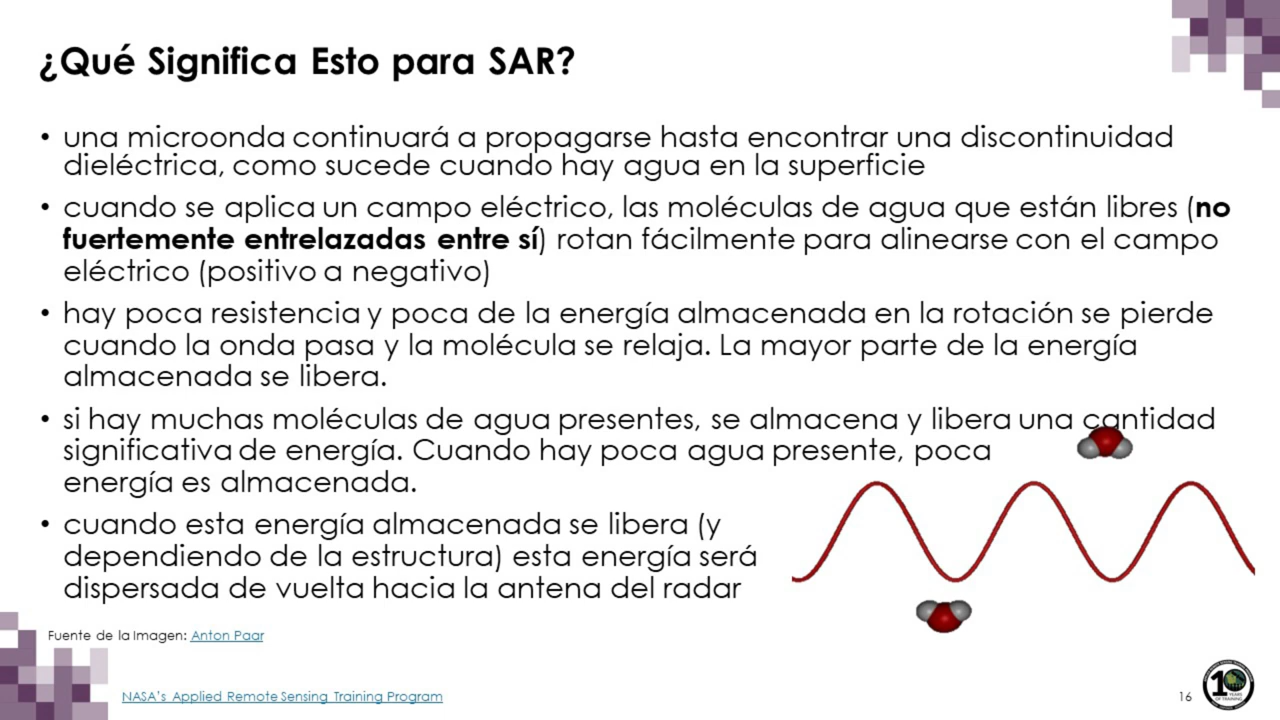 ¿Qué Significa Esto para SAR?
• una microonda continuará a propagarse hasta encontrar una discontinuidad
dieléctrica, como sucede cuando hay agua en la superficie
• cuando se aplica un campo eléctrico, las moléculas de agua que están libres (no
fuertemente entrelazadas entre sí) rotan fácilmente para alinearse con el campo
eléctrico (positivo a negativo)
• hay poca resistencia y poca de la energía almacenada en la rotación se pierde
cuando la onda pasa y la molécula se relaja. La mayor parte de la energía
almacenada se libera.
• si hay muchas moléculas de agua presentes, se almacena y libera una cantidad
significativa de energía. Cuando hay poca agua presente, poca
energía es almacenada.
• cuando esta energía almacenada se libera (y
dependiendo de la estructura) esta energía será
dispersada de vuelta hacia la antena del radar
Fuente de la Imagen: Anton Paar
NASA's Applied Remote Sensing Training Program
16
10
YEARS
OF TRAINING